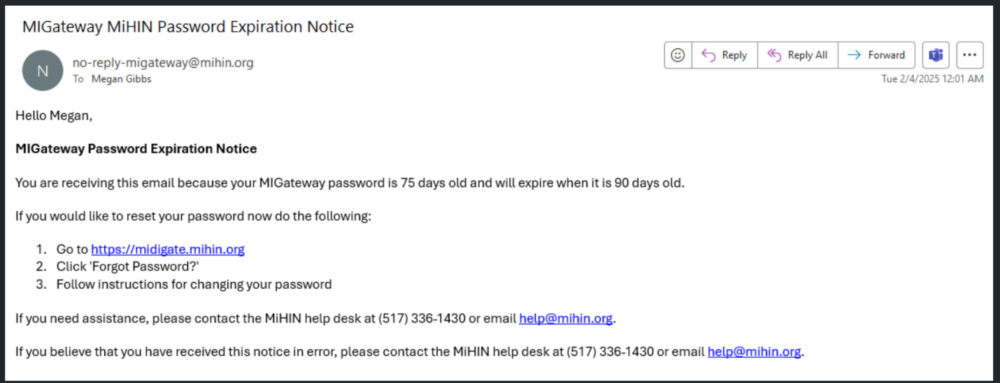 MIGateway MiHIN Password Expiration Notice
N
no-reply-migateway@mihin.org
To Megan Gibbs
Reply
Reply All
Forward
Tue 2/4/2025 12:01 AM
Hello Megan,
MIGateway Password Expiration Notice
You are receiving this email because your MIGateway password is 75 days old and will expire when it is 90 days old.
If you would like to reset your password now do the following:
1. Go to https://midigate.mihin.org
2. Click 'Forgot Password?'
3. Follow instructions for changing your password
If you need assistance, please contact the MiHIN help desk at (517) 336-1430 or email help@mihin.org.
If you believe that you have received this notice in error, please contact the MiHIN help desk at (517) 336-1430 or email help@mihin.org.